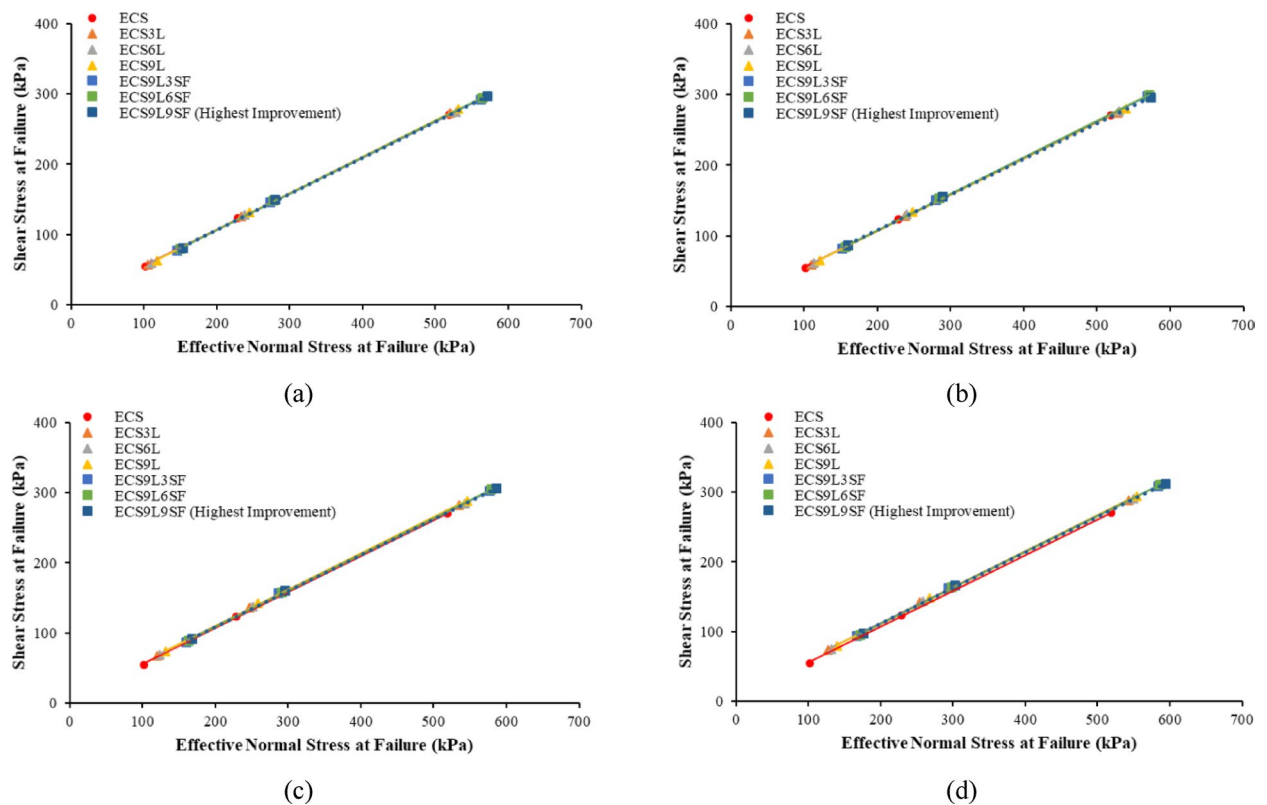 ECS
ECS3L
ECS6L
ECS9L
ECS9L3SF
ECS9L6SF
ECS9L9SF (Highest Improvement)
Shear Stress at Failure (kPa)
400
300
200
100
0
0 100 200 300 400 500 600 700
Effective Normal Stress at Failure (kPa)
(a)
ECS
ECS3L
ECS6L
ECS9L
ECS9L3SF
ECS9L6SF
ECS9L9SF (Highest Improvement)
Shear Stress at Failure (kPa)
400
300
200
100
0
0 100 200 300 400 500 600 700
Effective Normal Stress at Failure (kPa)
(b)
ECS
ECS3L
ECS6L
ECS9L
ECS9L3SF
ECS9L6SF
ECS9L9SF (Highest Improvement)
Shear Stress at Failure (kPa)
400
300
200
100
0
0 100 200 300 400 500 600 700
Effective Normal Stress at Failure (kPa)
(c)
ECS
ECS3L
ECS6L
ECS9L
ECS9L3SF
ECS9L6SF
ECS9L9SF (Highest Improvement)
Shear Stress at Failure (kPa)
400
300
200
100
0
0 100 200 300 400 500 600 700
Effective Normal Stress at Failure (kPa)
(d)